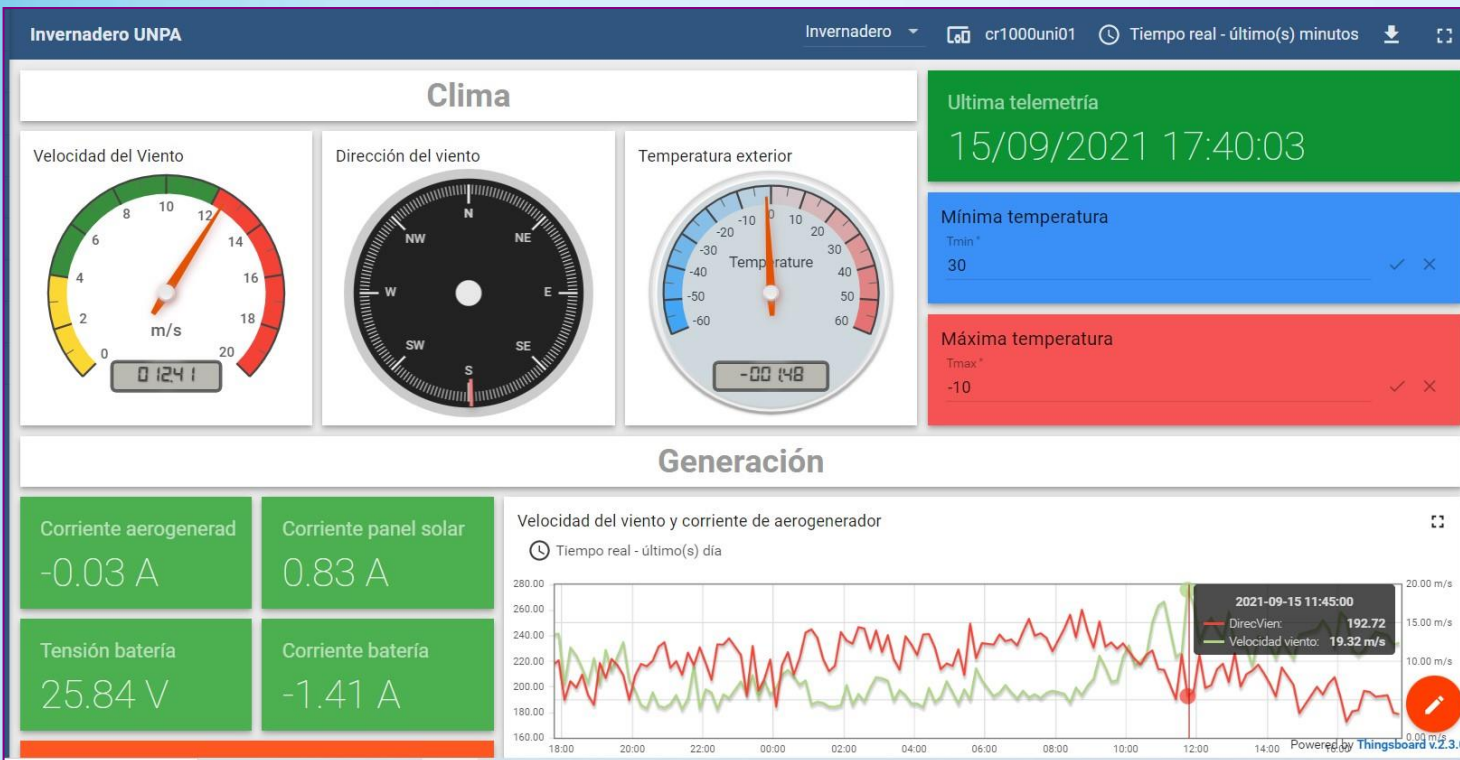 Invernadero UNPA
Invernadero
cr1000uni01
Tiempo real - último(s) minutos
Clima
Velocidad del Viento
0
2
4
6
8
10
12
14
16
18
20
m/s
012.41
Dirección del viento
N
NE
E
SE
S
SW
W
NW
Temperatura exterior
-60
-50
-40
-30
-20
-10
0
10
20
30
40
50
60
Temperature
-001.48
Ultima telemetría
15/09/2021 17:40:03
Mínima temperatura
Tmin *
30
Máxima temperatura
Tmax *
-10
Generación
Corriente aerogenerad
-0.03 A
Corriente panel solar
0.83 A
Tensión batería
25.84 V
Corriente batería
-1.41 A
Velocidad del viento y corriente de aerogenerador
Tiempo real - último(s) día
280.00
260.00
240.00
220.00
200.00
180.00
160.00
20.00 m/s
15.00 m/s
10.00 m/s
0.00 m/s
2021-09-15 11:45:00
DirecVien: 192.72
Velocidad viento: 19.32 m/s
18:00 20:00 22:00 00:00 02:00 04:00 06:00 08:00 10:00 12:00 14:00
Powered by Thingsboard v.2.3.